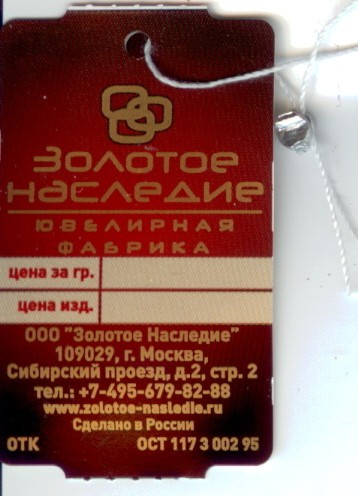 Золотое
наследие
ЮВЕЛИРНАЯ
ФАБРИКА
цена за гр.
цена изд.
ООО "Золотое Наследие"
109029, г. Москва,
Сибирский проезд, д.2, стр. 2
тел.: +7-495-679-82-88
www.zolotoe-nasledie.ru
Сделано в России
ОТК ОСТ 117 3 002 95